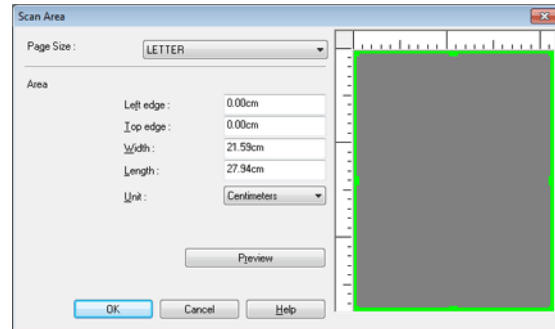 Scan Area
Page Size : LETTER
Area
Left edge : 0.00cm
Top edge : 0.00cm
Width : 21.59cm
Length : 27.94cm
Unit : Centimeters
Preview
OK Cancel Help